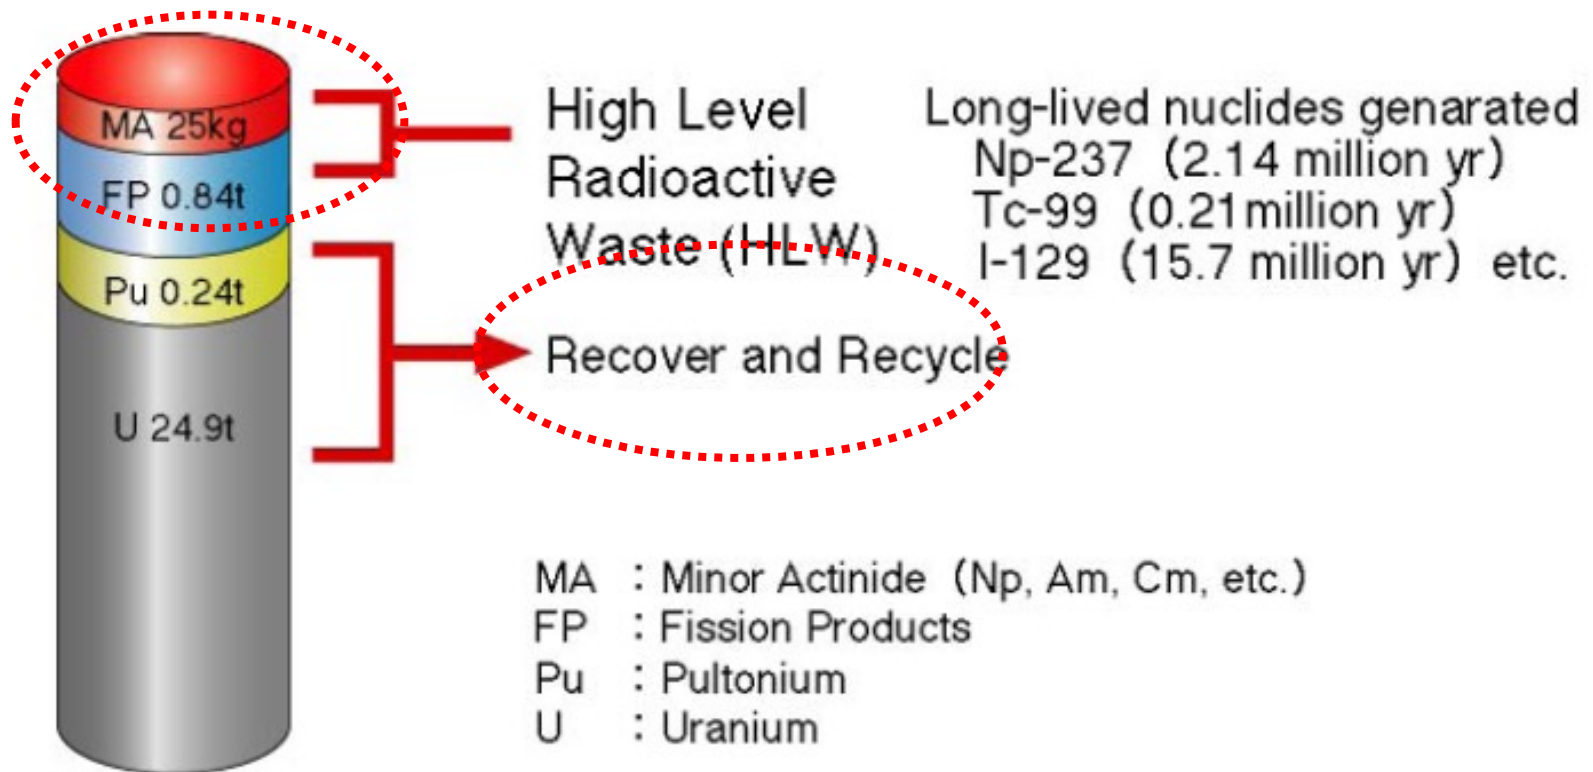 MA 25kg
FP 0.84t
Pu 0.24t
U 24.9t
High Level
Radioactive
Waste (HLW)
Long-lived nuclides genarated
Np-237 (2.14 million yr)
Tc-99 (0.21million yr)
I-129 (15.7 million yr) etc.
Recover and Recycle
MA : Minor Actinide (Np, Am, Cm, etc.)
FP : Fission Products
Pu : Pultonium
U : Uranium